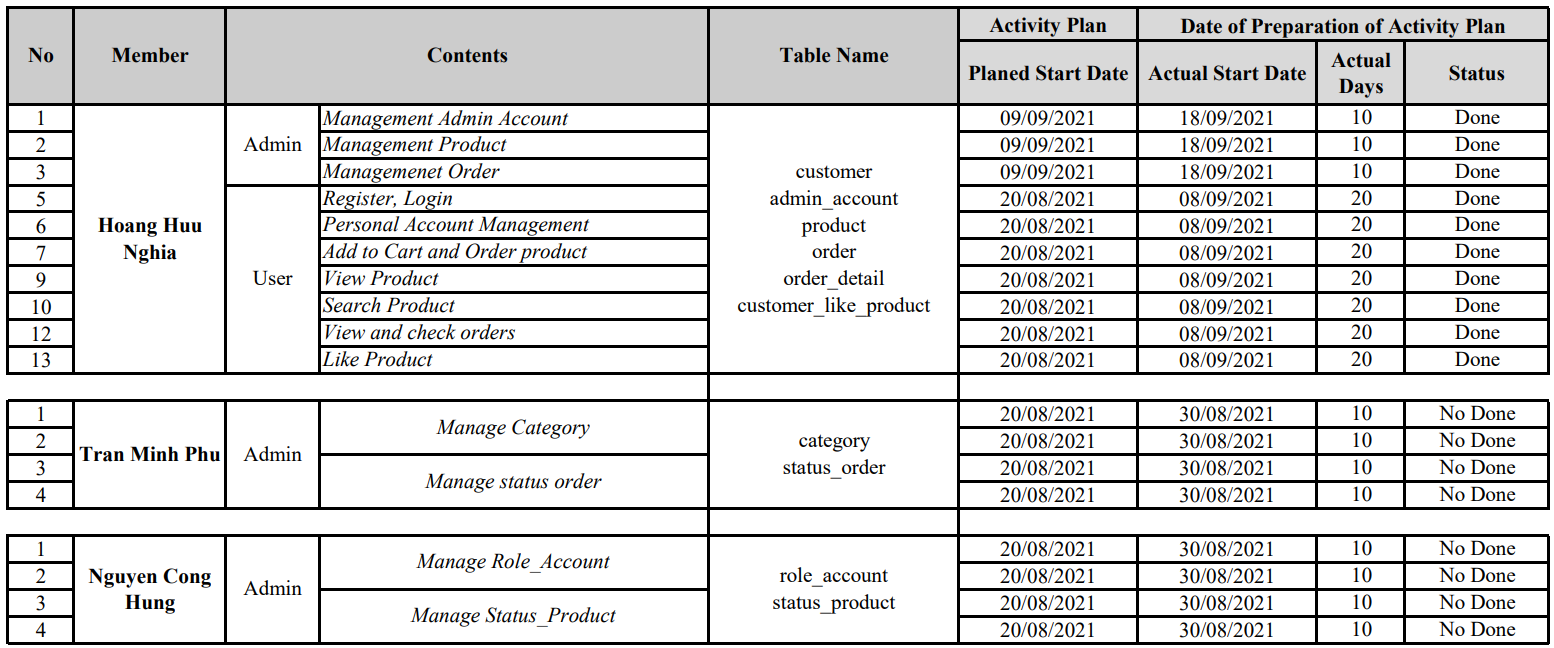 No Member Contents Table Name Activity Plan Date of Preparation of Activity Plan
Planed Start Date Actual Start Date Actual Days Status
1 Hoang Huu Nghia Admin Management Admin Account 09/09/2021 18/09/2021 10 Done
2 Management Product 09/09/2021 18/09/2021 10 Done
3 Managemenet Order customer 09/09/2021 18/09/2021 10 Done
5 User Register, Login admin_account 20/08/2021 08/09/2021 20 Done
6 Personal Account Management product 20/08/2021 08/09/2021 20 Done
7 Add to Cart and Order product order 20/08/2021 08/09/2021 20 Done
9 View Product order_detail 20/08/2021 08/09/2021 20 Done
10 Search Product customer_like_product 20/08/2021 08/09/2021 20 Done
12 View and check orders 20/08/2021 08/09/2021 20 Done
13 Like Product 20/08/2021 08/09/2021 20 Done
1 Tran Minh Phu Admin Manage Category 20/08/2021 30/08/2021 10 No Done
2 category 20/08/2021 30/08/2021 10 No Done
3 Manage status order status_order 20/08/2021 30/08/2021 10 No Done
4 20/08/2021 30/08/2021 10 No Done
1 Nguyen Cong Hung Admin Manage Role_Account 20/08/2021 30/08/2021 10 No Done
2 role_account 20/08/2021 30/08/2021 10 No Done
3 Manage Status_Product status_product 20/08/2021 30/08/2021 10 No Done
4 20/08/2021 30/08/2021 10 No Done